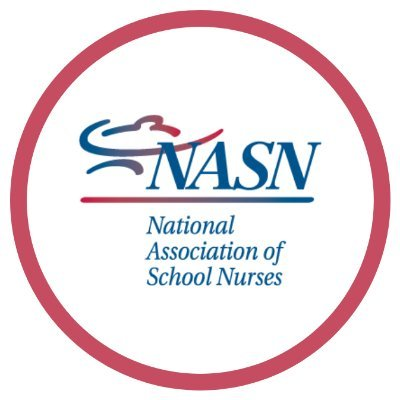 NASN
National
Association of
School Nurses